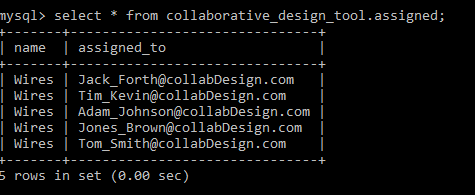 mysql> select * from collaborative_design_tool.assigned;
+-------+----------------------------+
| name | assigned_to |
+-------+----------------------------+
| Wires | Jack_Forth@collabDesign.com |
| Wires | Tim_Kevin@collabDesign.com |
| Wires | Adam_Johnson@collabDesign.com |
| Wires | Jones_Brown@collabDesign.com |
| Wires | Tom_Smith@collabDesign.com |
+-------+----------------------------+
5 rows in set (0.00 sec)